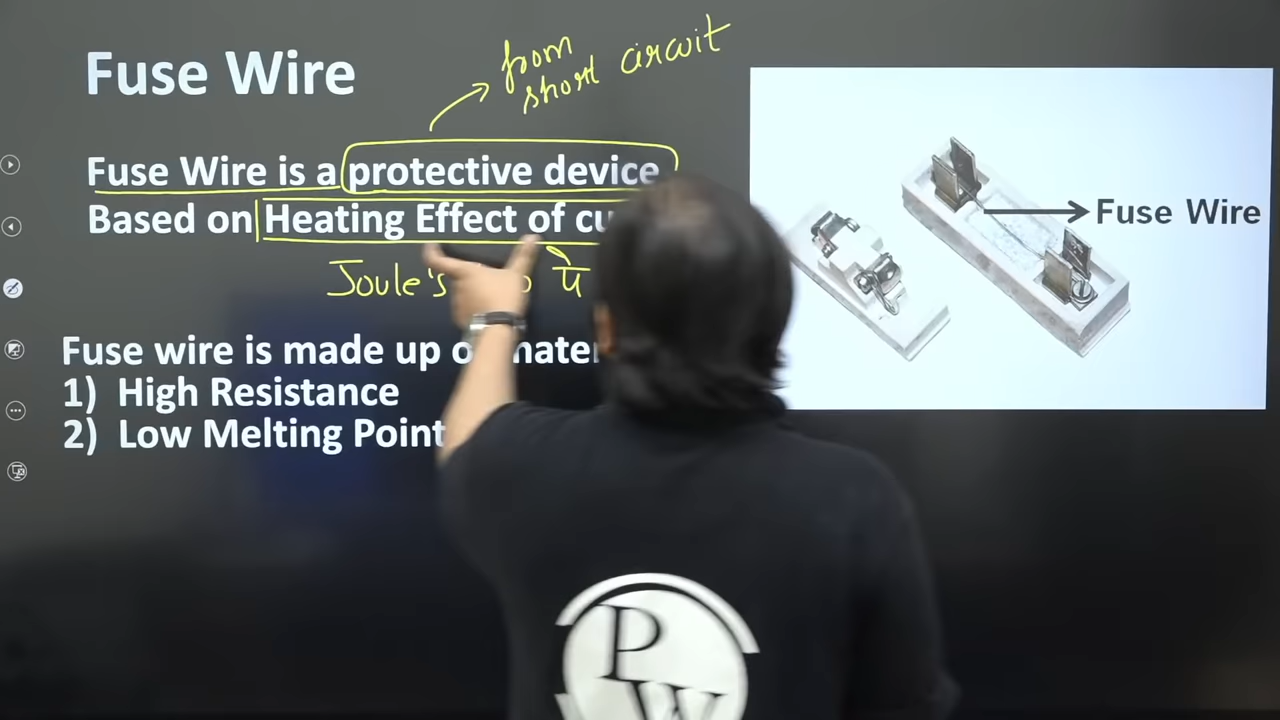 Fuse Wire
from
short circuit
Fuse Wire is a protective device
Based on Heating Effect of cu
Joule's
प
Fuse wire is made up o mater
1) High Resistance
2) Low Melting Point
Fuse Wire
PW